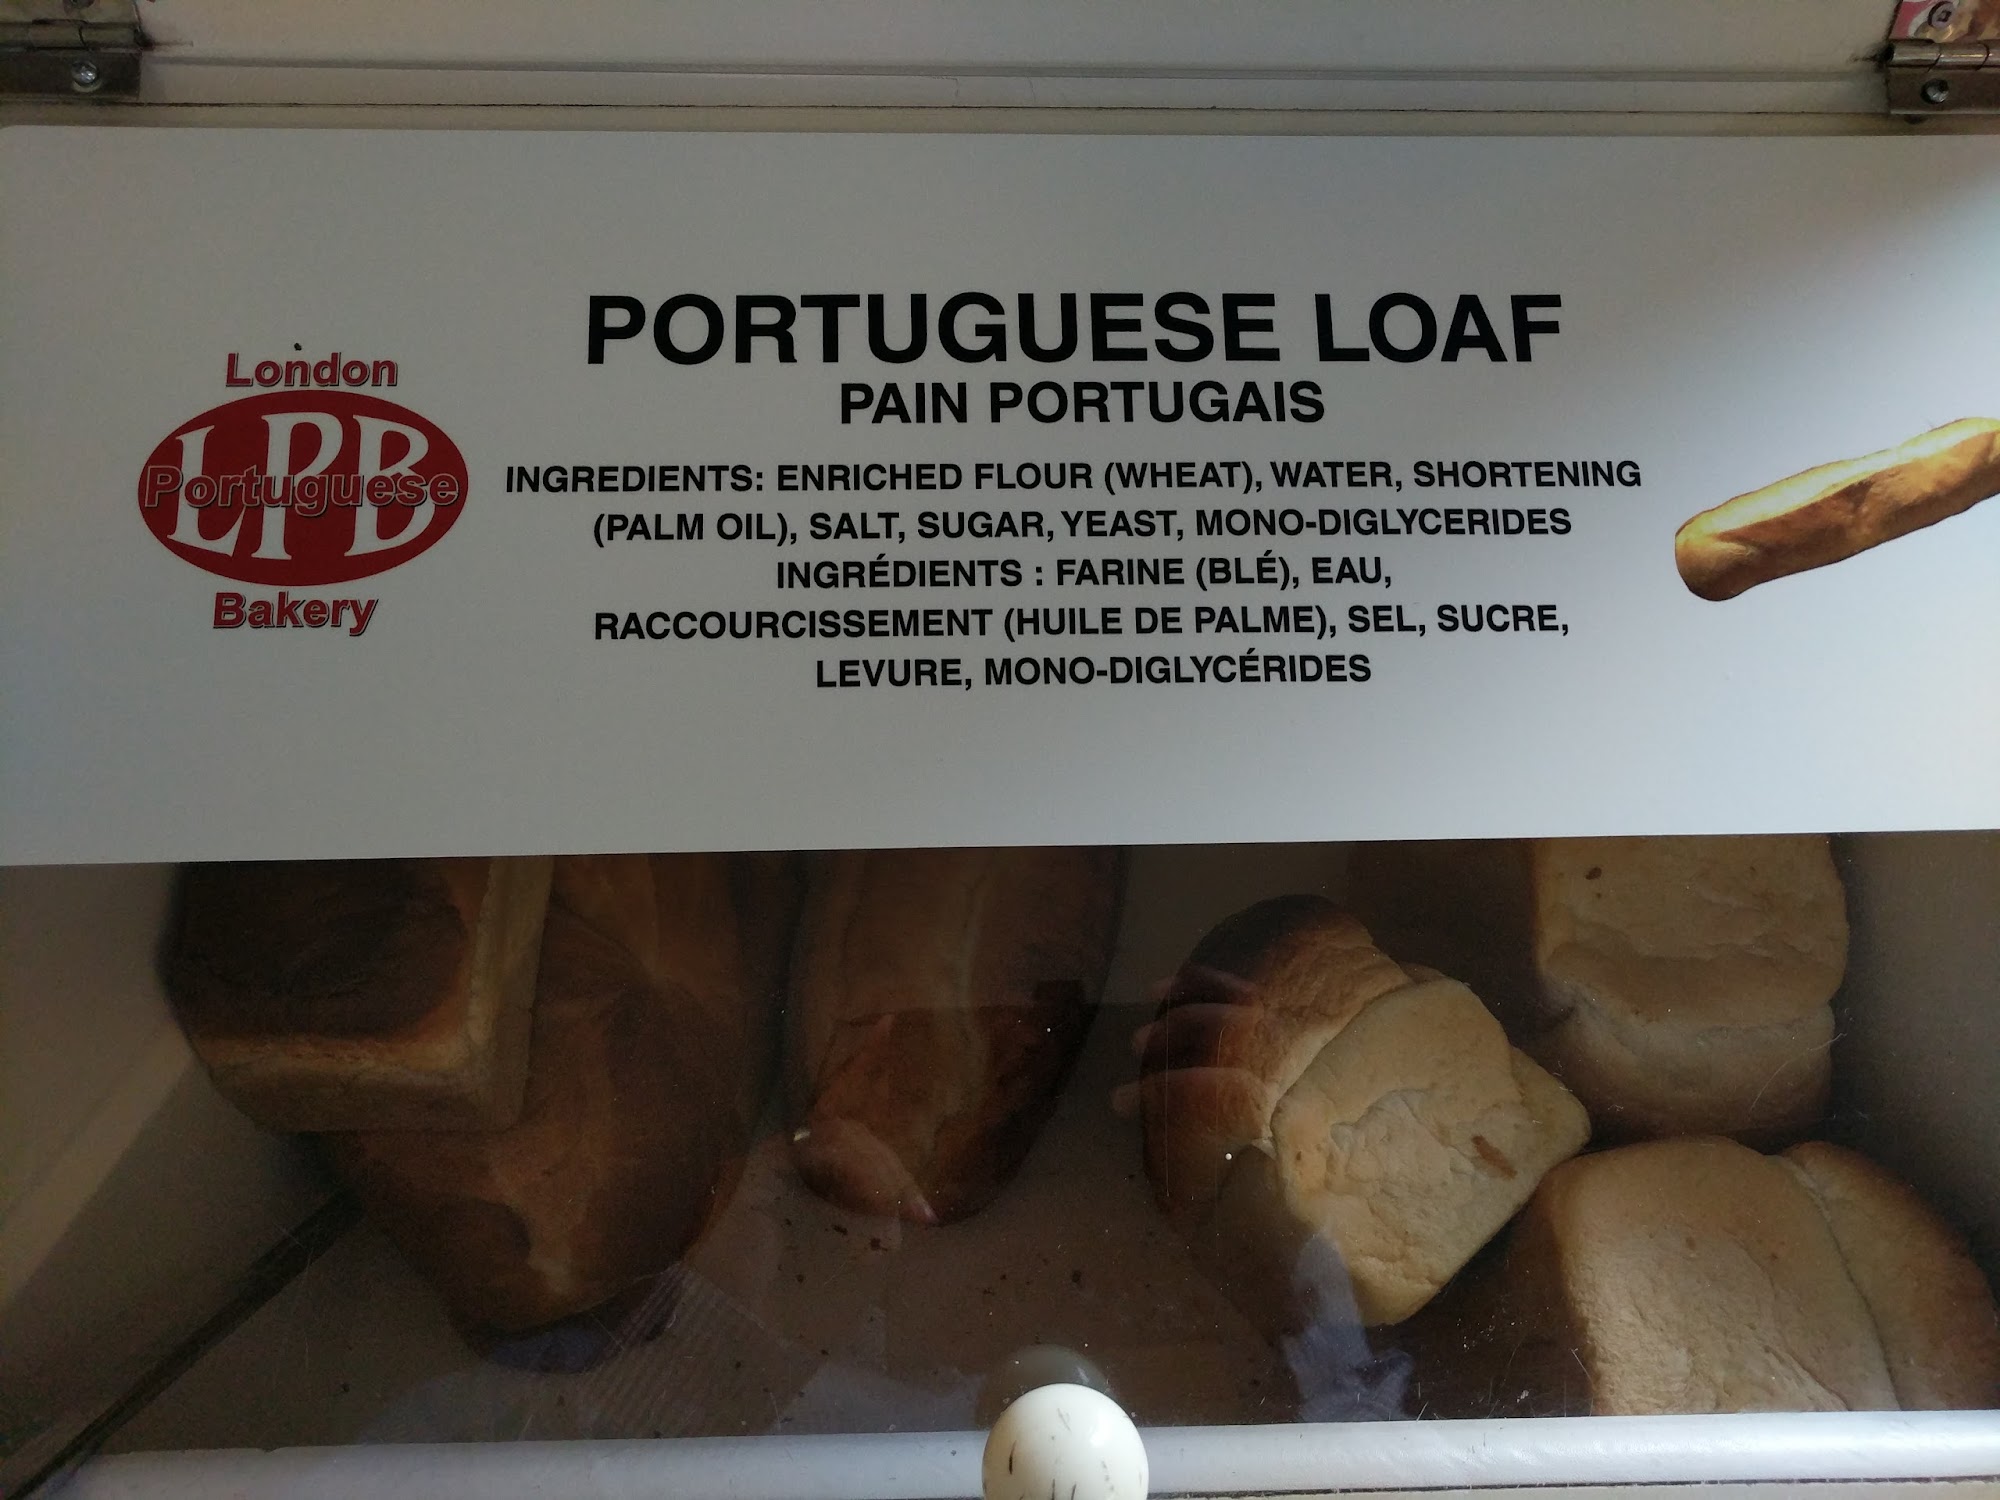 London
LPB
Portuguese
Bakery
PORTUGUESE LOAF
PAIN PORTUGAIS
INGREDIENTS: ENRICHED FLOUR (WHEAT), WATER, SHORTENING
(PALM OIL), SALT, SUGAR, YEAST, MONO-DIGLYCERIDES
INGRÉDIENTS : FARINE (BLÉ), EAU,
RACCOURCISSEMENT (HUILE DE PALME), SEL, SUCRE,
LEVURE, MONO-DIGLYCÉRIDES